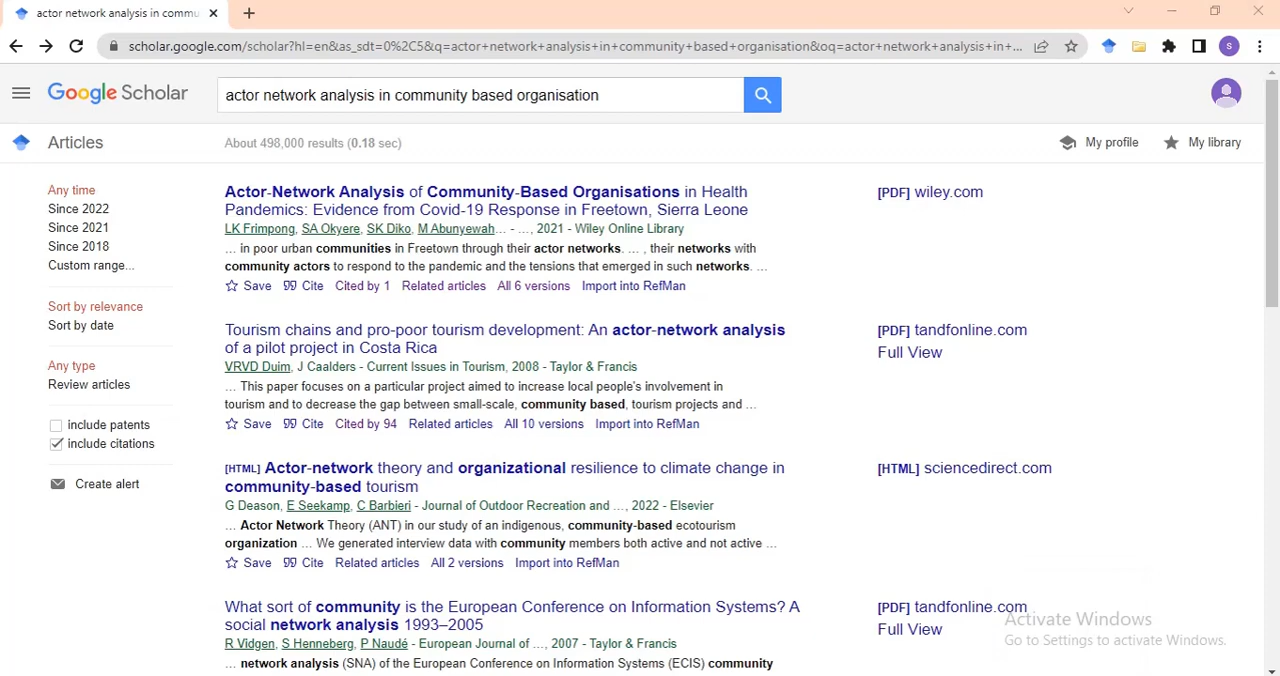 actor network analysis in commu
scholar.google.com/scholar?hl=en&as_sdt=0%2C5&q=actor+network+analysis+in+community+based+organisation&oq=actor+network+analysis+in+...
S
Google Scholar
actor network analysis in community based organisation
Articles
About 498,000 results (0.18 sec)
My profile
My library
Any time
Since 2022
Since 2021
Since 2018
Custom range...
Sort by relevance
Sort by date
Any type
Review articles
include patents
include citations
Create alert
Actor-Network Analysis of Community-Based Organisations in Health
Pandemics: Evidence from Covid-19 Response in Freetown, Sierra Leone
LK Frimpong, SA Okyere, SK Diko, M Abunyewah... - ..., 2021 - Wiley Online Library
... in poor urban communities in Freetown through their actor networks. ... , their networks with
community actors to respond to the pandemic and the tensions that emerged in such networks. ...
Save Cite Cited by 1 Related articles All 6 versions Import into RefMan
[PDF] wiley.com
Tourism chains and pro-poor tourism development: An actor-network analysis
of a pilot project in Costa Rica
VRVD Duim, J Caalders - Current Issues in Tourism, 2008 - Taylor & Francis
... This paper focuses on a particular project aimed to increase local people's involvement in
tourism and to decrease the gap between small-scale, community based, tourism projects and ...
Save Cite Cited by 94 Related articles All 10 versions Import into RefMan
[PDF] tandfonline.com
Full View
[HTML] Actor-network theory and organizational resilience to climate change in
community-based tourism
G Deason, E Seekamp, C Barbieri - Journal of Outdoor Recreation and ..., 2022 - Elsevier
... Actor Network Theory (ANT) in our study of an indigenous, community-based ecotourism
organization ... We generated interview data with community members both active and not active ...
Save Cite Related articles All 2 versions Import into RefMan
[HTML] sciencedirect.com
What sort of community is the European Conference on Information Systems? A
social network analysis 1993–2005
R Vidgen, S Henneberg, P Naudé - European Journal of ..., 2007 - Taylor & Francis
... network analysis (SNA) of the European Conference on Information Systems (ECIS) community
[PDF] tandfonline.com
Full View
Activate Windows
Go to Settings to activate Windows.